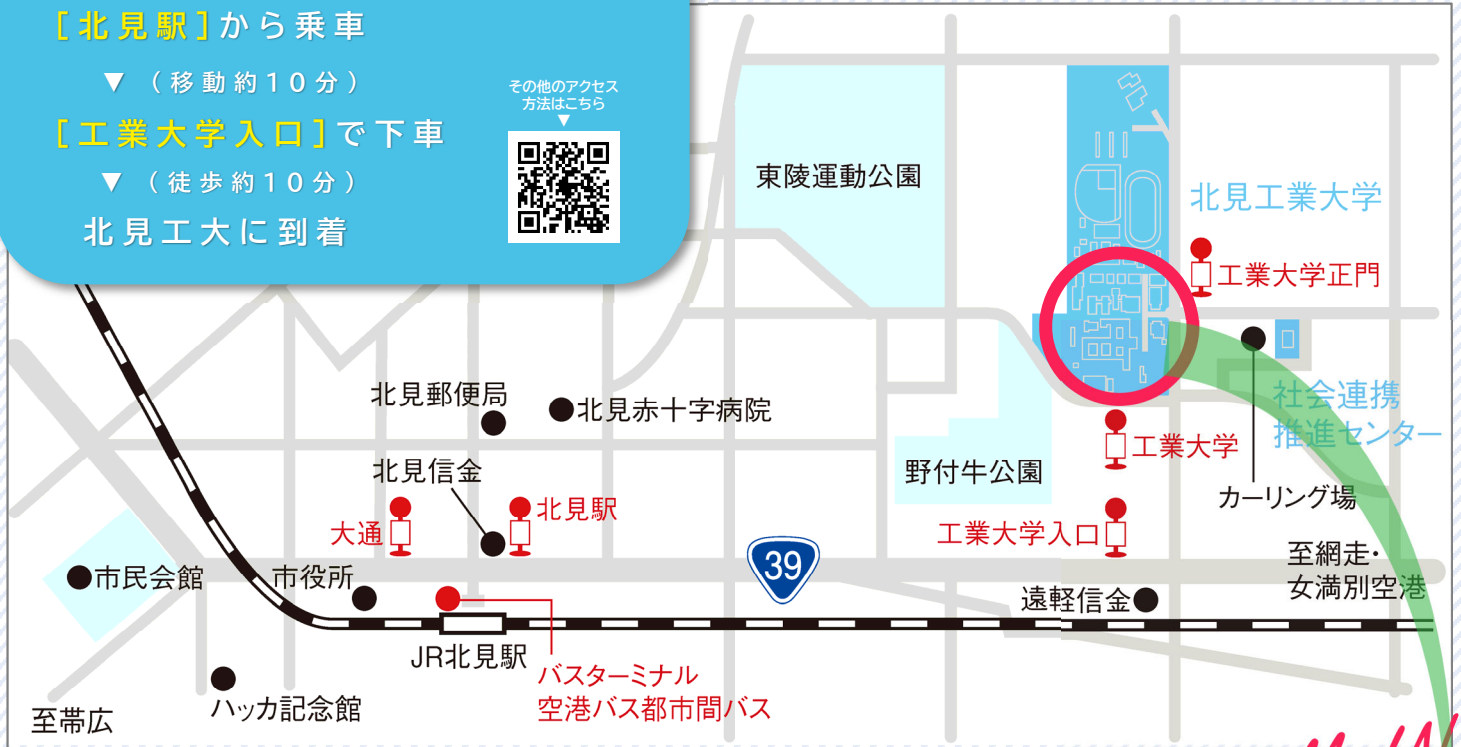 [北見駅]から乗車
▼（移動約10分）
[工業大学入口]で下車
▼（徒歩約10分）
北見工大に到着
その他のアクセス
方法はこちら
▼
東陵運動公園
北見工業大学
工業大学正門
北見郵便局
北見赤十字病院
社会連携
推進センター
工業大学
北見信金
野付牛公園
カーリング場
大通
北見駅
工業大学入口
39
至網走・
女満別空港
市民会館
市役所
遠軽信金
JR北見駅
バスターミナル
空港バス都市間バス
ハッカ記念館
至帯広